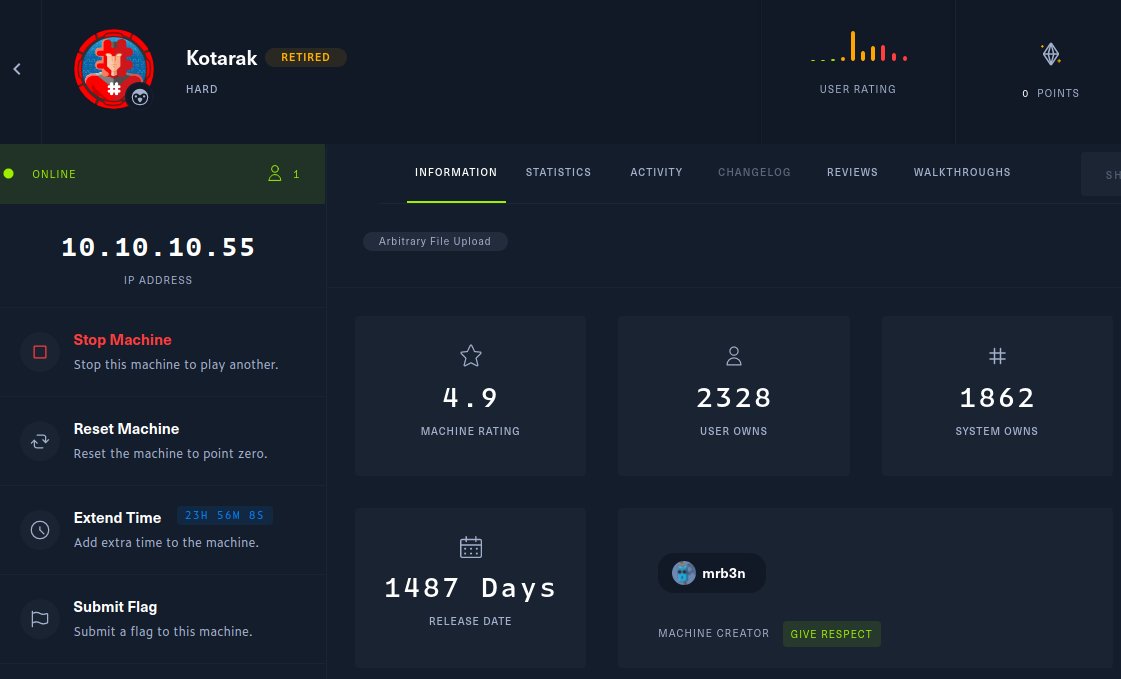 Kotarak RETIRED
HARD
USER RATING
0 POINTS
ONLINE
1
INFORMATION
STATISTICS
ACTIVITY
CHANGELOG
REVIEWS
WALKTHROUGHS
SH
10.10.10.55
IP ADDRESS
Stop Machine
Stop this machine to play another.
Reset Machine
Reset the machine to point zero.
Extend Time 23H 56M 8S
Add extra time to the machine.
Submit Flag
Submit a flag to this machine.
Arbitrary File Upload
4.9
MACHINE RATING
2328
USER OWNS
1862
SYSTEM OWNS
1487 Days
RELEASE DATE
mrb3n
MACHINE CREATOR GIVE RESPECT